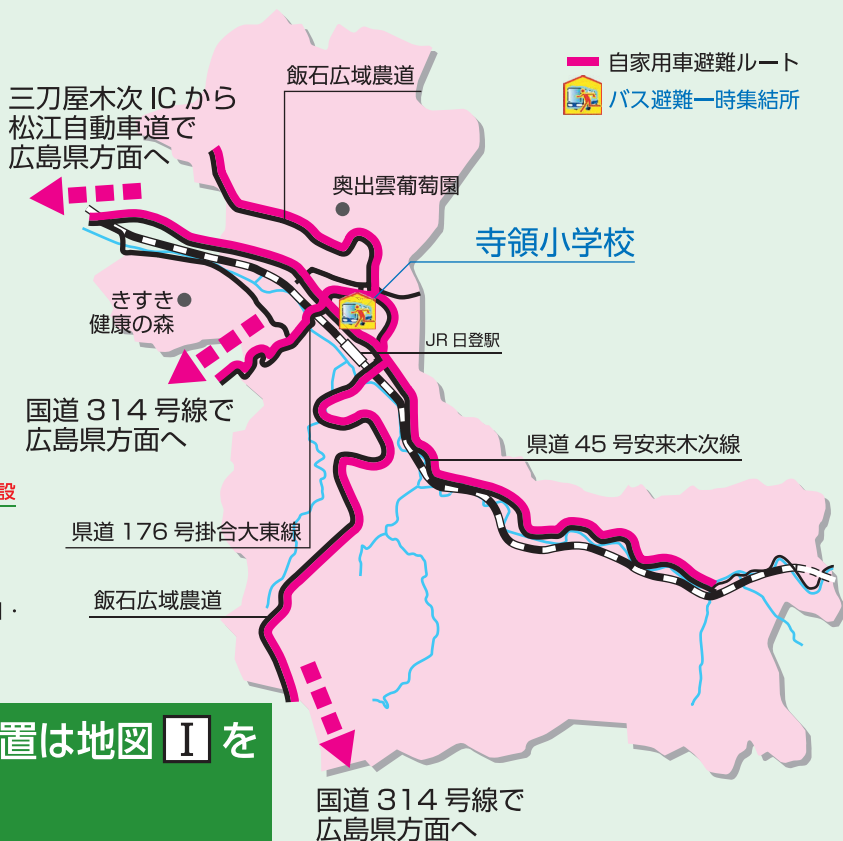 自家用車避難ルート
バス避難一時集結所
飯石広域農道
三刀屋木次 IC から
松江自動車道で
広島県方面へ
奥出雲葡萄園
寺領小学校
きすき
健康の森
JR 日登駅
国道 314 号線で
広島県方面へ
県道 45 号安来木次線
設
県道 176 号掛合大東線
飯石広域農道
置は地図 I を
国道 314 号線で
広島県方面へ